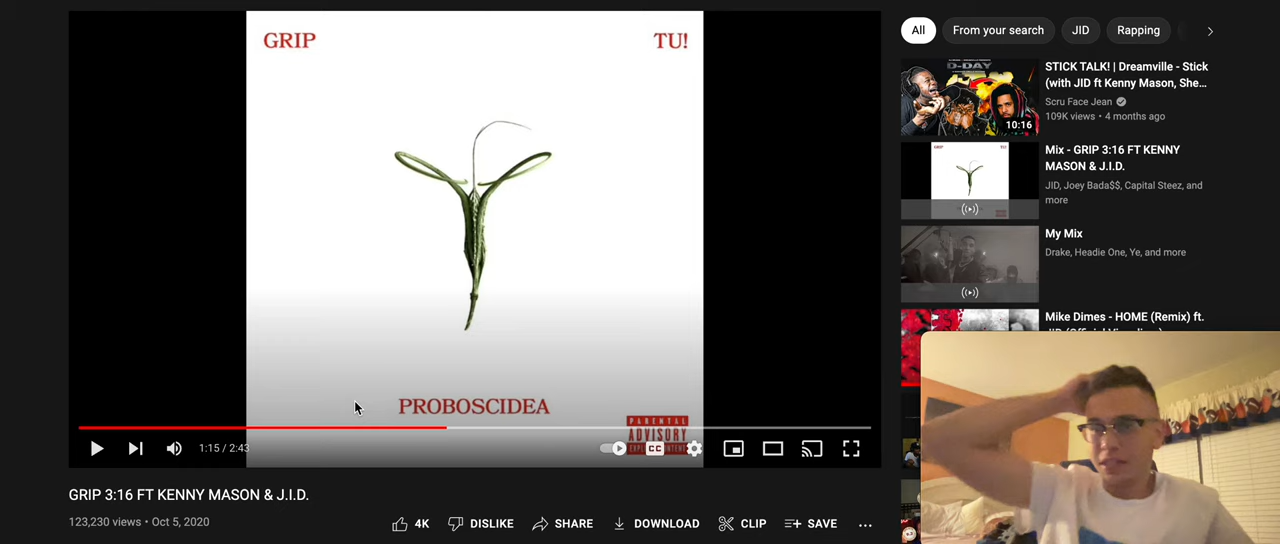 GRIP
TU!
PROBOSCIDEA
PARENTAL
ADVISORY
1:15 / 2:43
CC
GRIP 3:16 FT KENNY MASON & J.I.D.
123,230 views • Oct 5, 2020
4K
DISLIKE
SHARE
DOWNLOAD
CLIP
SAVE
All
From your search
JID
Rapping
D-DAY
10:16
STICK TALK! | Dreamville - Stick
(with JID ft Kenny Mason, She...
Scru Face Jean
109K views • 4 months ago
GRIP
TU!
Mix - GRIP 3:16 FT KENNY
MASON & J.I.D.
JID, Joey Bada$$, Capital Steez, and
more
My Mix
Drake, Headie One, Ye, and more
Mike Dimes - HOME (Remix) ft.